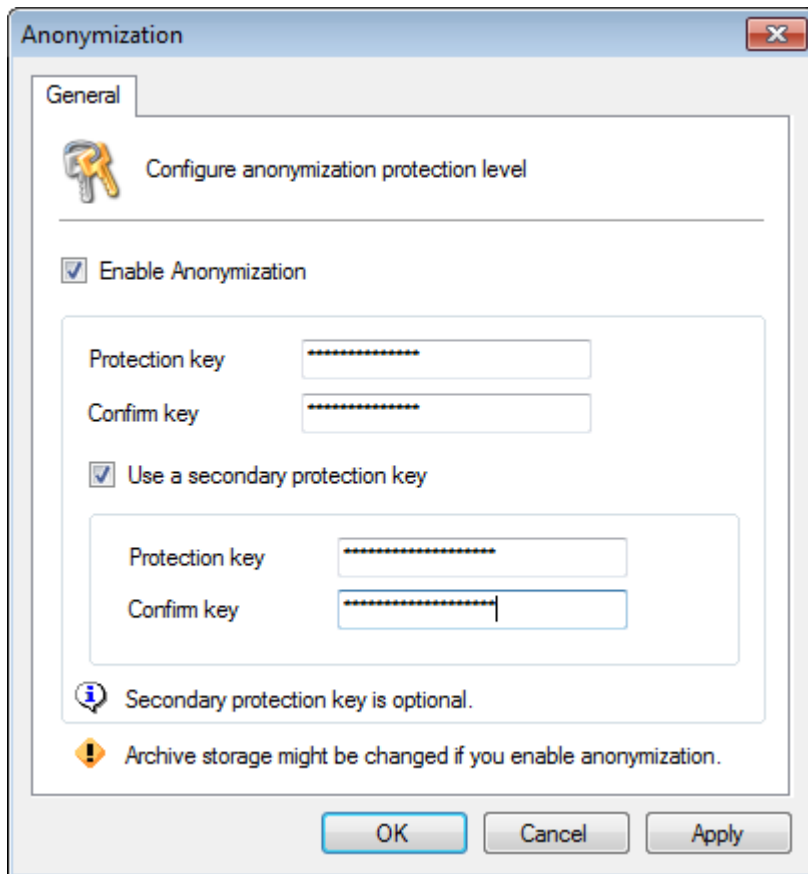 Anonymization
General
Configure anonymization protection level
Enable Anonymization
Protection key **************
Confirm key **************
Use a secondary protection key
Protection key *******************
Confirm key *******************
Secondary protection key is optional.
Archive storage might be changed if you enable anonymization.
OK Cancel Apply